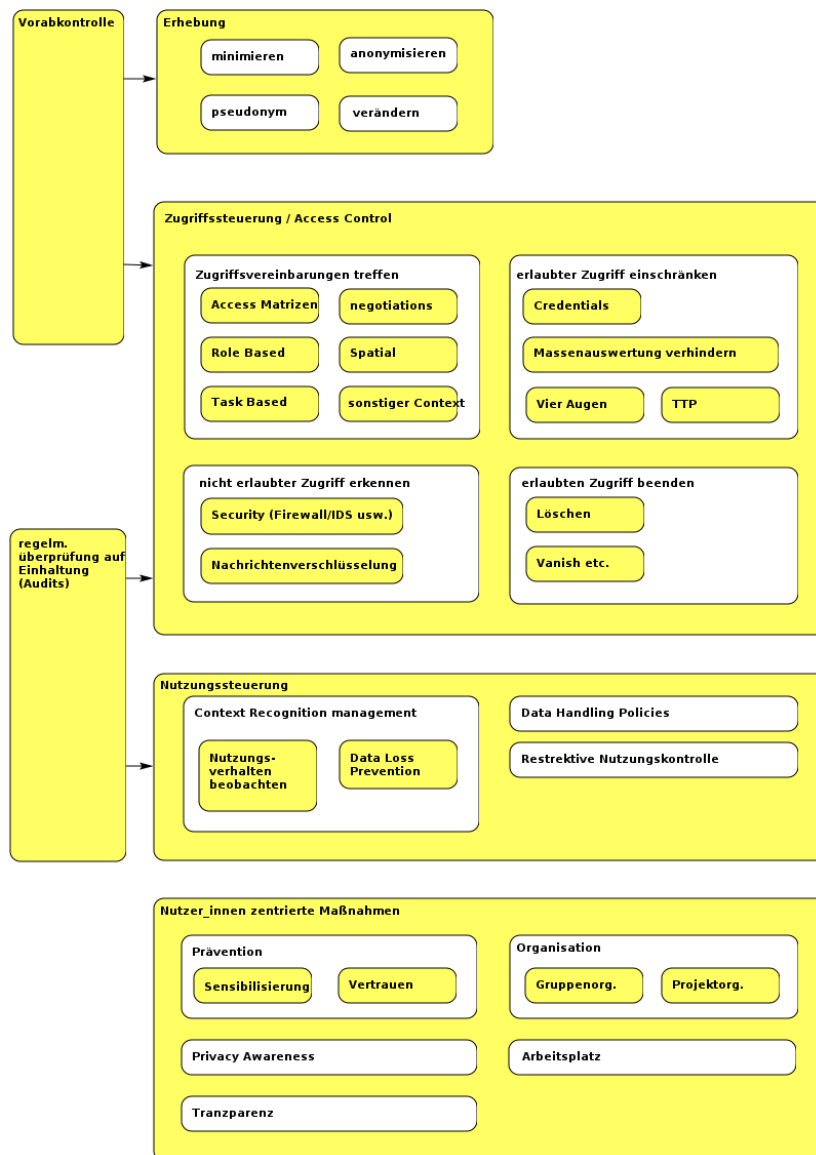 Vorabkontrolle
Erhebung
minimieren
anonymisieren
pseudonym
verändern
Zugriffssteuerung / Access Control
Zugriffsvereinbarungen treffen
Access Matrizen
negotiations
Role Based
Spatial
Task Based
sonstiger Context
erlaubter Zugriff einschränken
Credentials
Massenauswertung verhindern
Vier Augen
TTP
nicht erlaubter Zugriff erkennen
Security (Firewall/IDS usw.)
Nachrichtenverschlüsselung
erlaubten Zugriff beenden
Löschen
Vanish etc.
regelm.
überprüfung auf
Einhaltung
(Audits)
Nutzungssteuerung
Context Recognition management
Nutzungs-
verhalten
beobachten
Data Loss
Prevention
Data Handling Policies
Restrektive Nutzungskontrolle
Nutzer_innen zentrierte Maßnahmen
Prävention
Sensibilisierung
Vertrauen
Organisation
Gruppenorg.
Projektorg.
Privacy Awareness
Arbeitsplatz
Tranzparenz